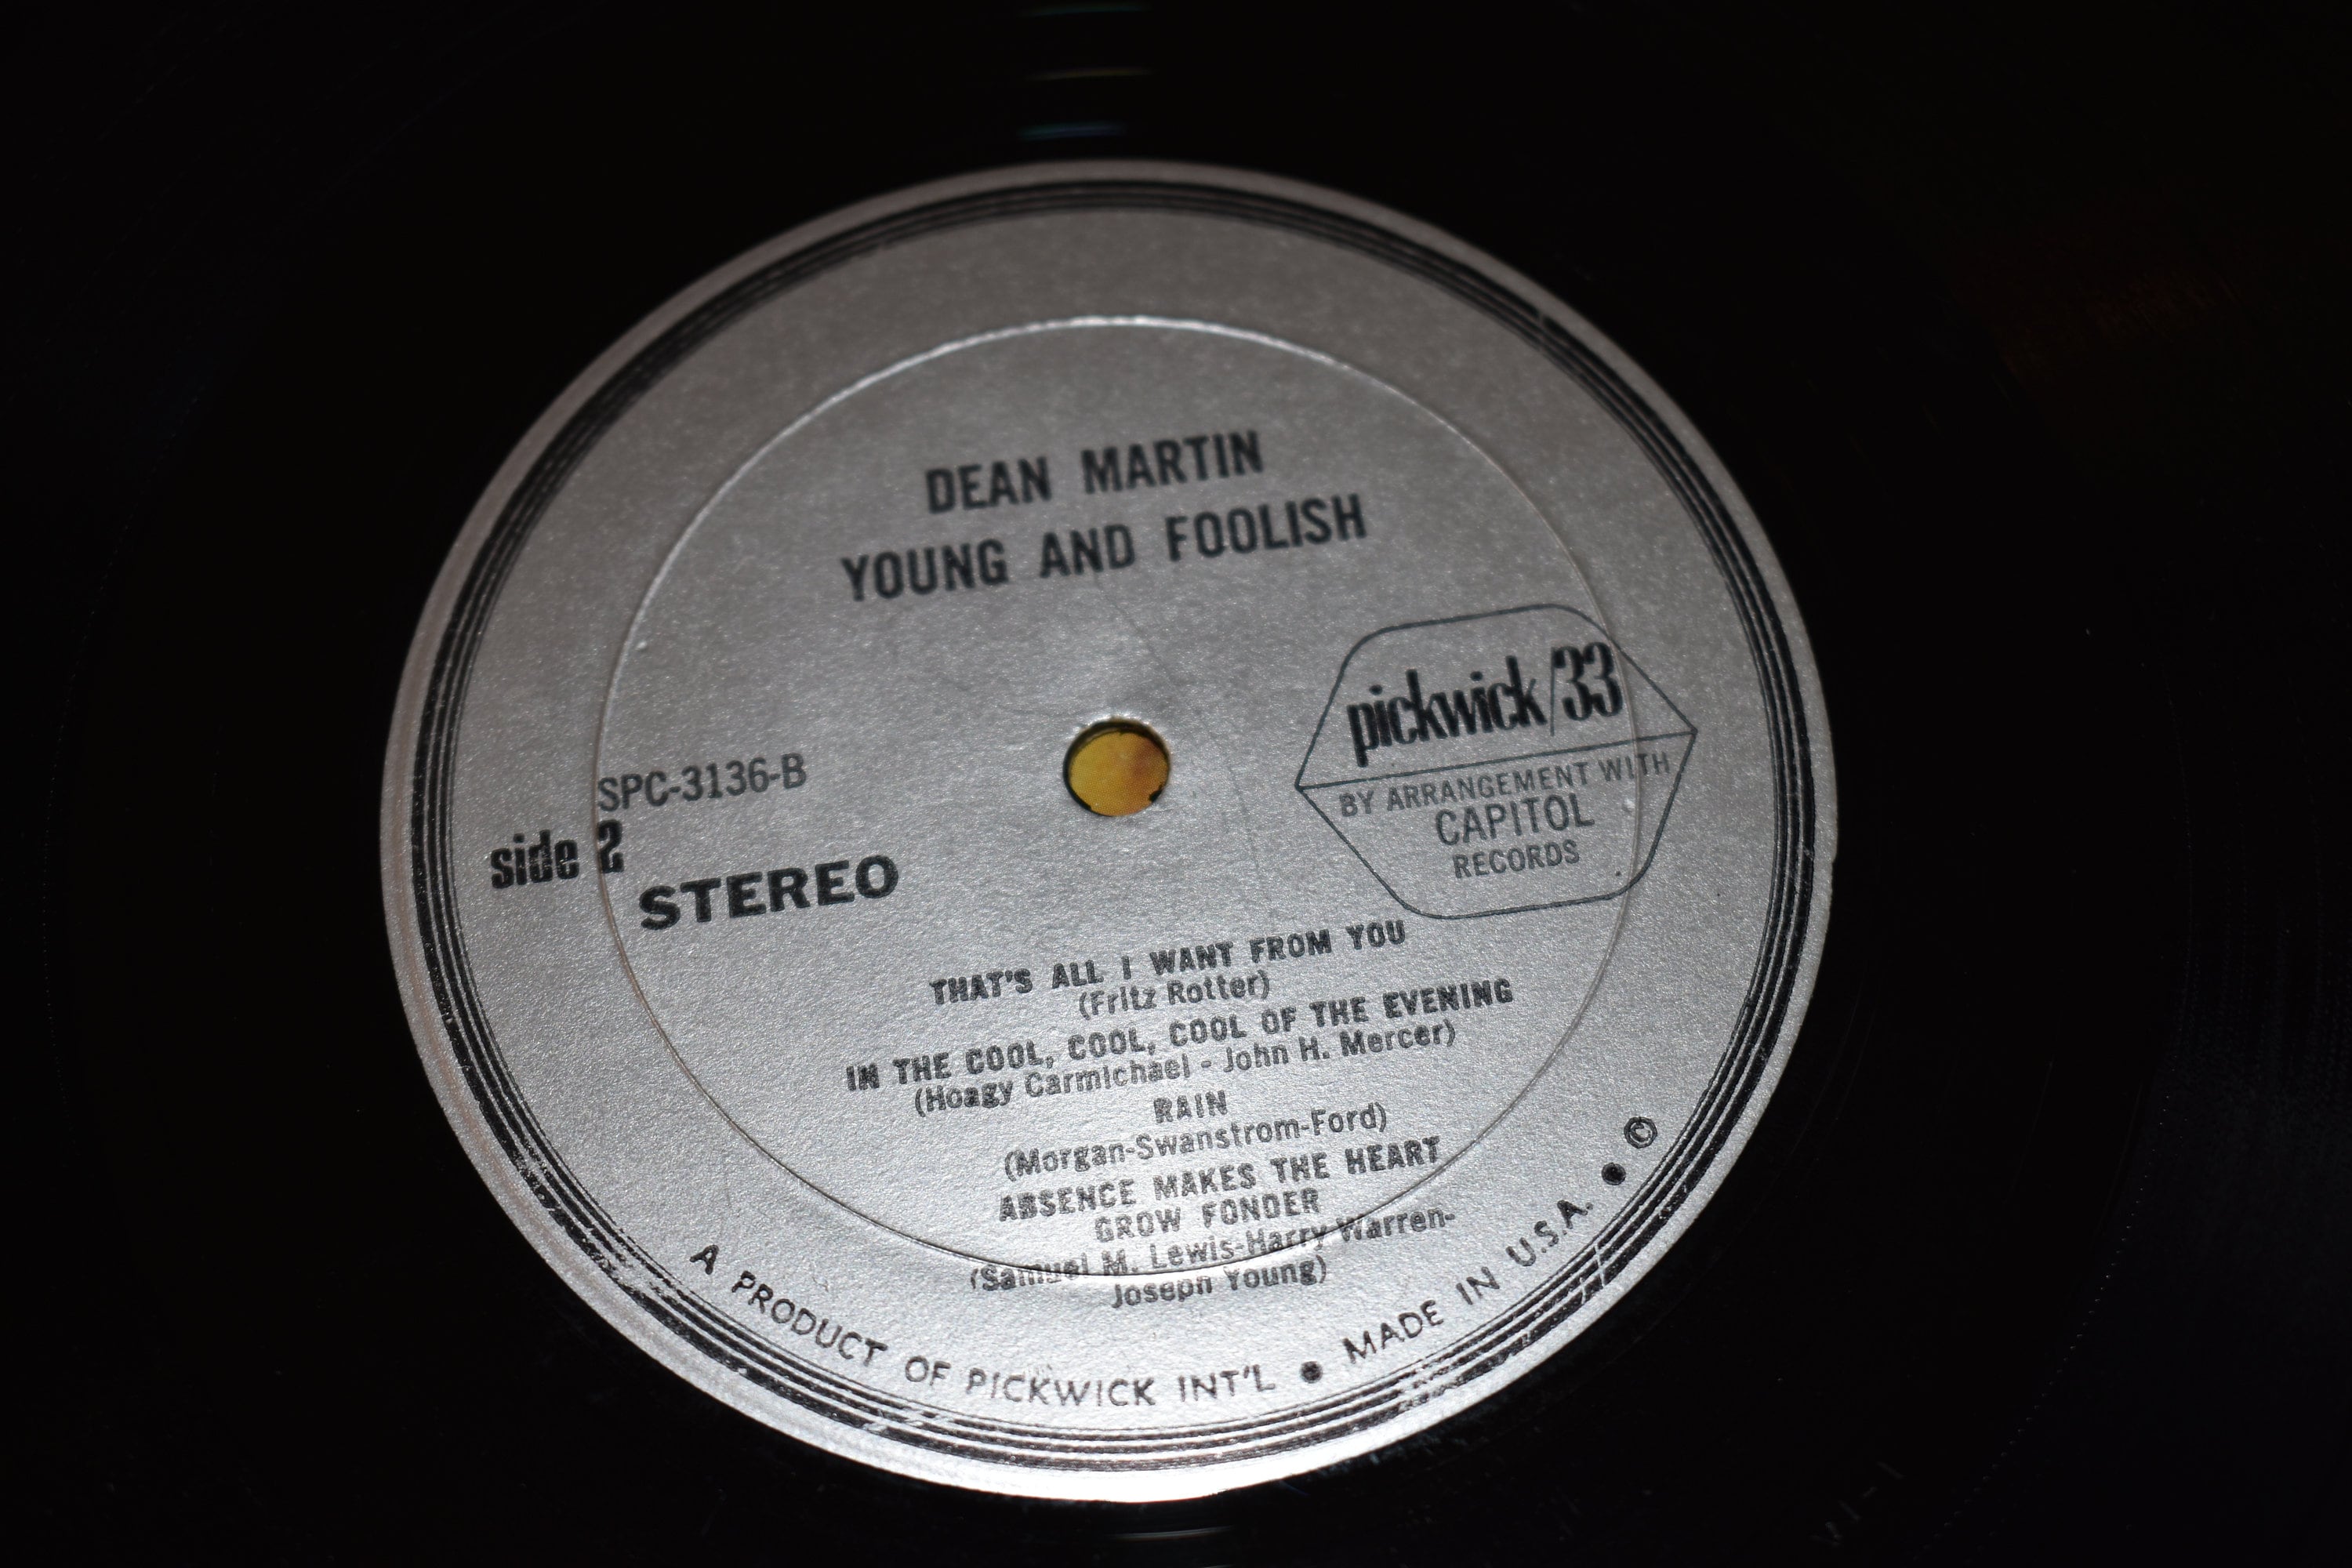 DEAN MARTIN
YOUNG AND FOOLISH
pickwick/33
BY ARRANGEMENT WITH
CAPITOL
RECORDS
SPC-3136-B
side 2
STEREO
THAT'S ALL I WANT FROM YOU
(Fritz Rotter)
IN THE COOL, COOL, COOL OF THE EVENING
(Hoagy Carmichael - John H. Mercer)
RAIN
(Morgan-Swanstrom-Ford)
ABSENCE MAKES THE HEART
GROW FONDER
(Samuel M. Lewis-Harry Warren-
Joseph Young)
A PRODUCT OF PICKWICK INT'L • MADE IN U.S.A. • ©